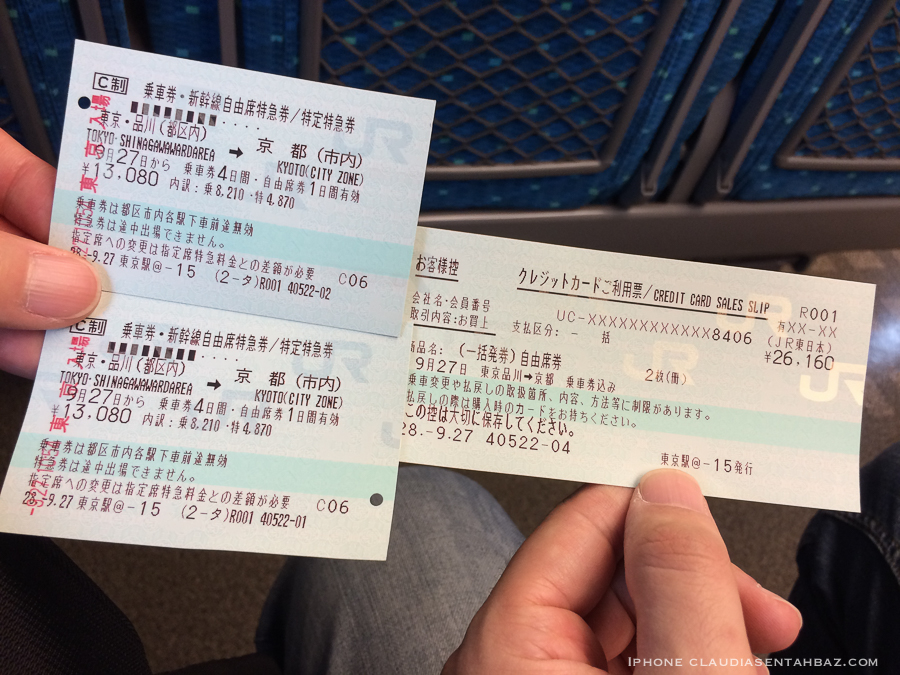 C制 乗車券・新幹線自由席特急券/特定特急券
東京・品川(都区内) ・・・・・
TOKYO・SHINAGAWAWARDAREA → 京都(市内)
KYOTO(CITY ZONE)
9月27日から 乗車券4日間・自由席券1日間有効
¥13,080 内訳:乗8,210・特4,870
乗車券は都区市内各駅下車前途無効
特急券は途中出場できません。
指定席への変更は指定席特急料金との差額が必要
28.-9.27 東京駅@-15 (2-タ)R001 40522-02
C06
C制 乗車券・新幹線自由席特急券/特定特急券
東京・品川(都区内) ・・・・・
TOKYO・SHINAGAWAWARDAREA → 京都(市内)
KYOTO(CITY ZONE)
9月27日から 乗車券4日間・自由席券1日間有効
¥13,080 内訳:乗8,210・特4,870
乗車券は都区市内各駅下車前途無効
特急券は途中出場できません。
指定席への変更は指定席特急料金との差額が必要
28.-9.27 東京駅@-15 (2-タ)R001 40522-01
C06
お客様控
クレジットカードご利用票/CREDIT CARD SALES SLIP R001
会社名・会員番号 UC-XXXXXXXXXXXX8406 有XX-XX
取引内容:お買上 支払区分: 一括 (JR東日本)
¥26,160
商品名: (一括発券)自由席券
9月27日 東京品川→京都 乗車券込み 2枚(冊)
乗車変更や払戻しの取扱箇所、内容、方法等に制限があります。
払戻しの際は購入時のカードをお持ちください。
この控は大切に保存してください。
28.-9.27 40522-04
東京駅@-15発行
IPHONE CLAUDIASENTAHBAZ.COM